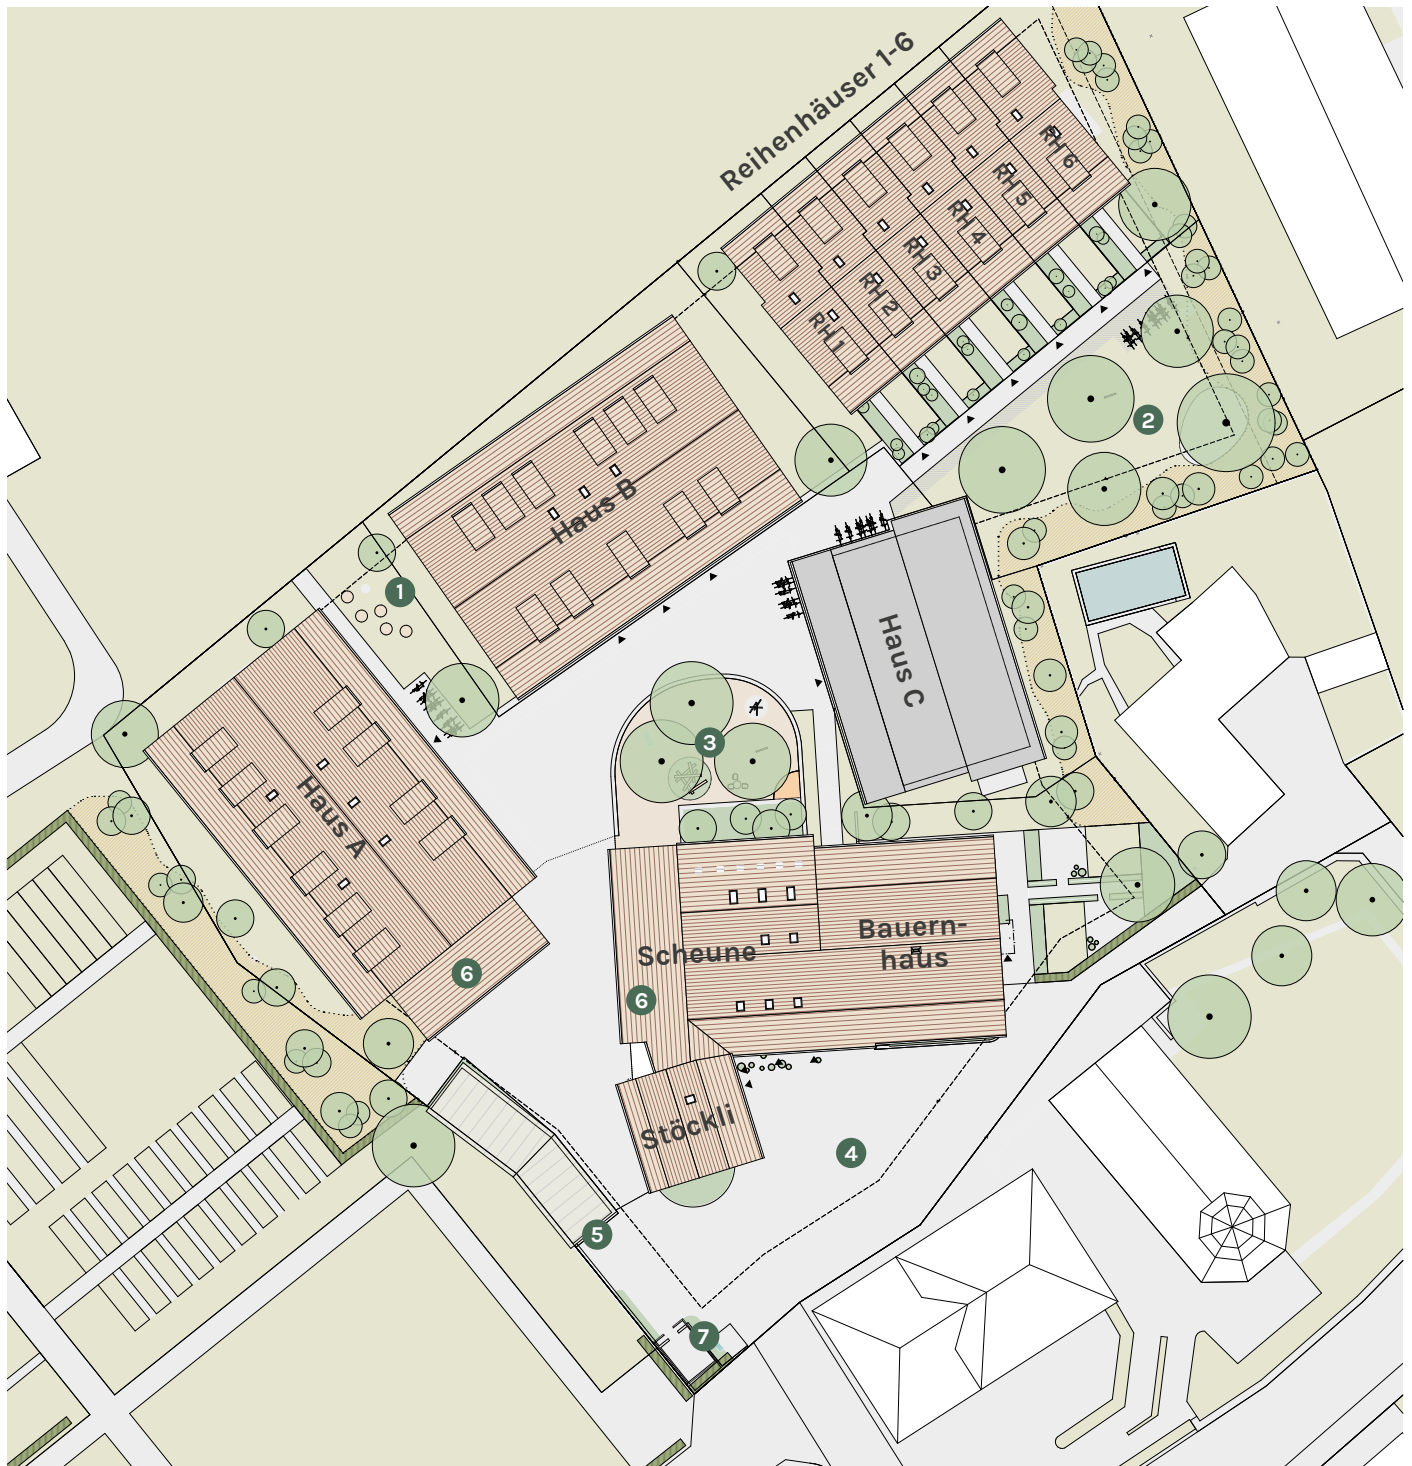 Reihenhäuser 1-6
RH 6
RH 5
RH 4
RH 3
RH 2
RH 1
2
Haus B
1
Haus C
3
Haus A
Bauern-
haus
Scheune
6
6
Stöckli
4
5
7